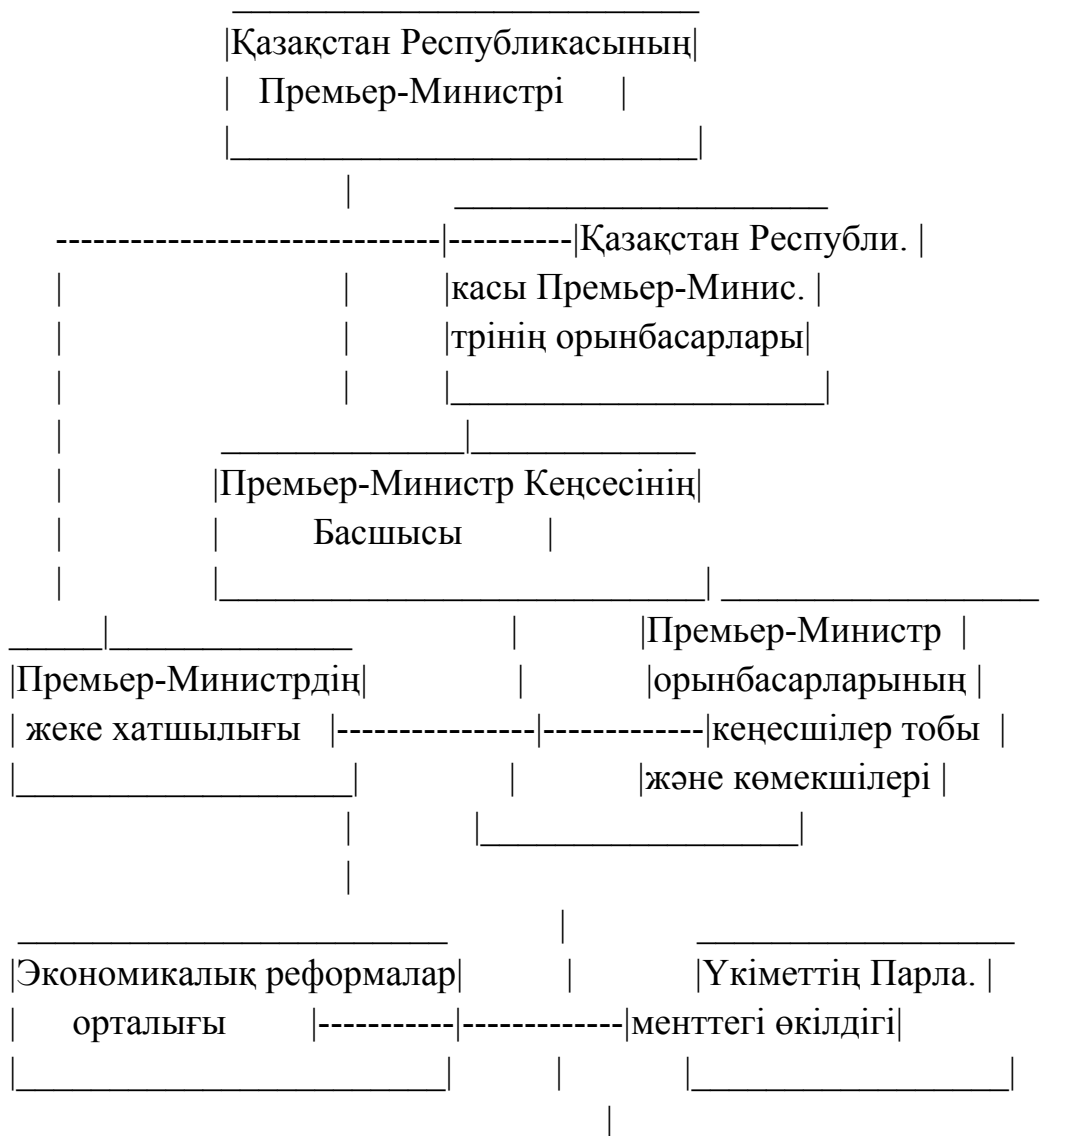 Қазақстан Республикасының
Премьер-Министрі
Қазақстан Республи.
касы Премьер-Минис.
трінің орынбасарлары
Премьер-Министр Кеңсесінің
Басшысы
Премьер-Министр
Премьер-Министрдің орынбасарларының
жеке хатшылығы кеңесшілер тобы
және көмекшілері
Экономикалық реформалар Үкіметтің Парла.
орталығы менттегі өкілдігі